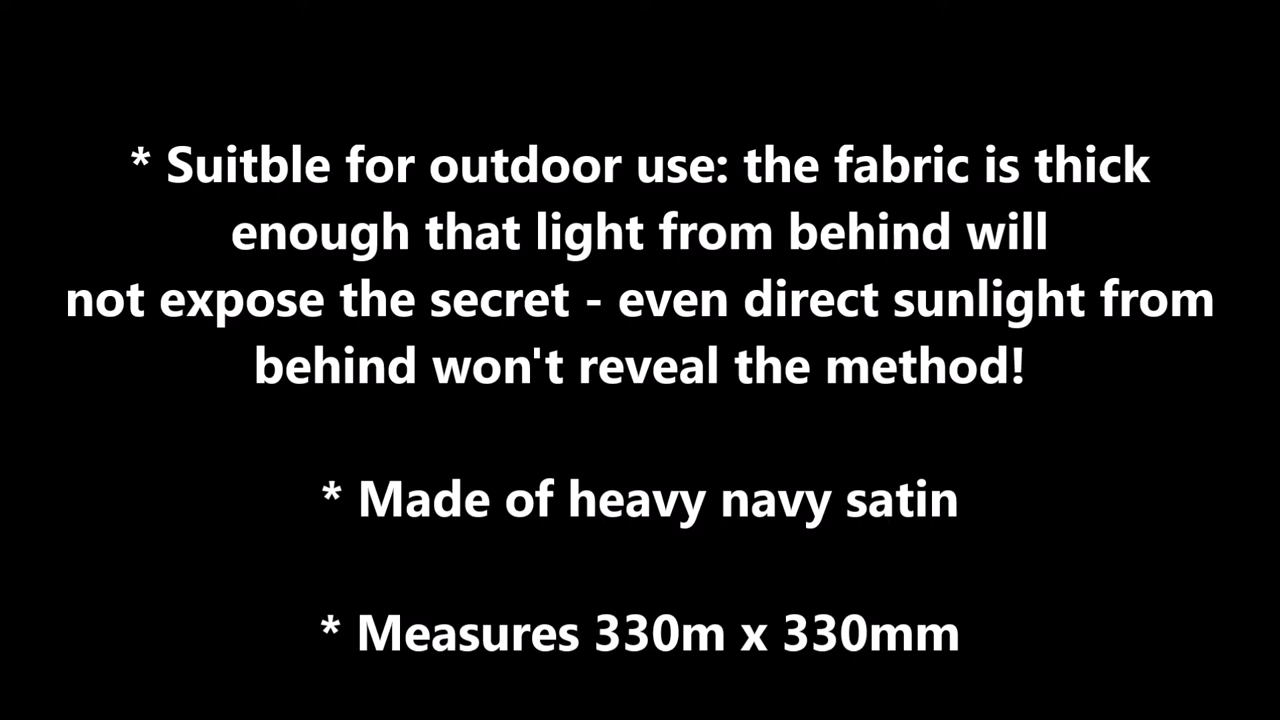 * Suitble for outdoor use: the fabric is thick
enough that light from behind will
not expose the secret - even direct sunlight from
behind won't reveal the method!
* Made of heavy navy satin
* Measures 330m x 330mm